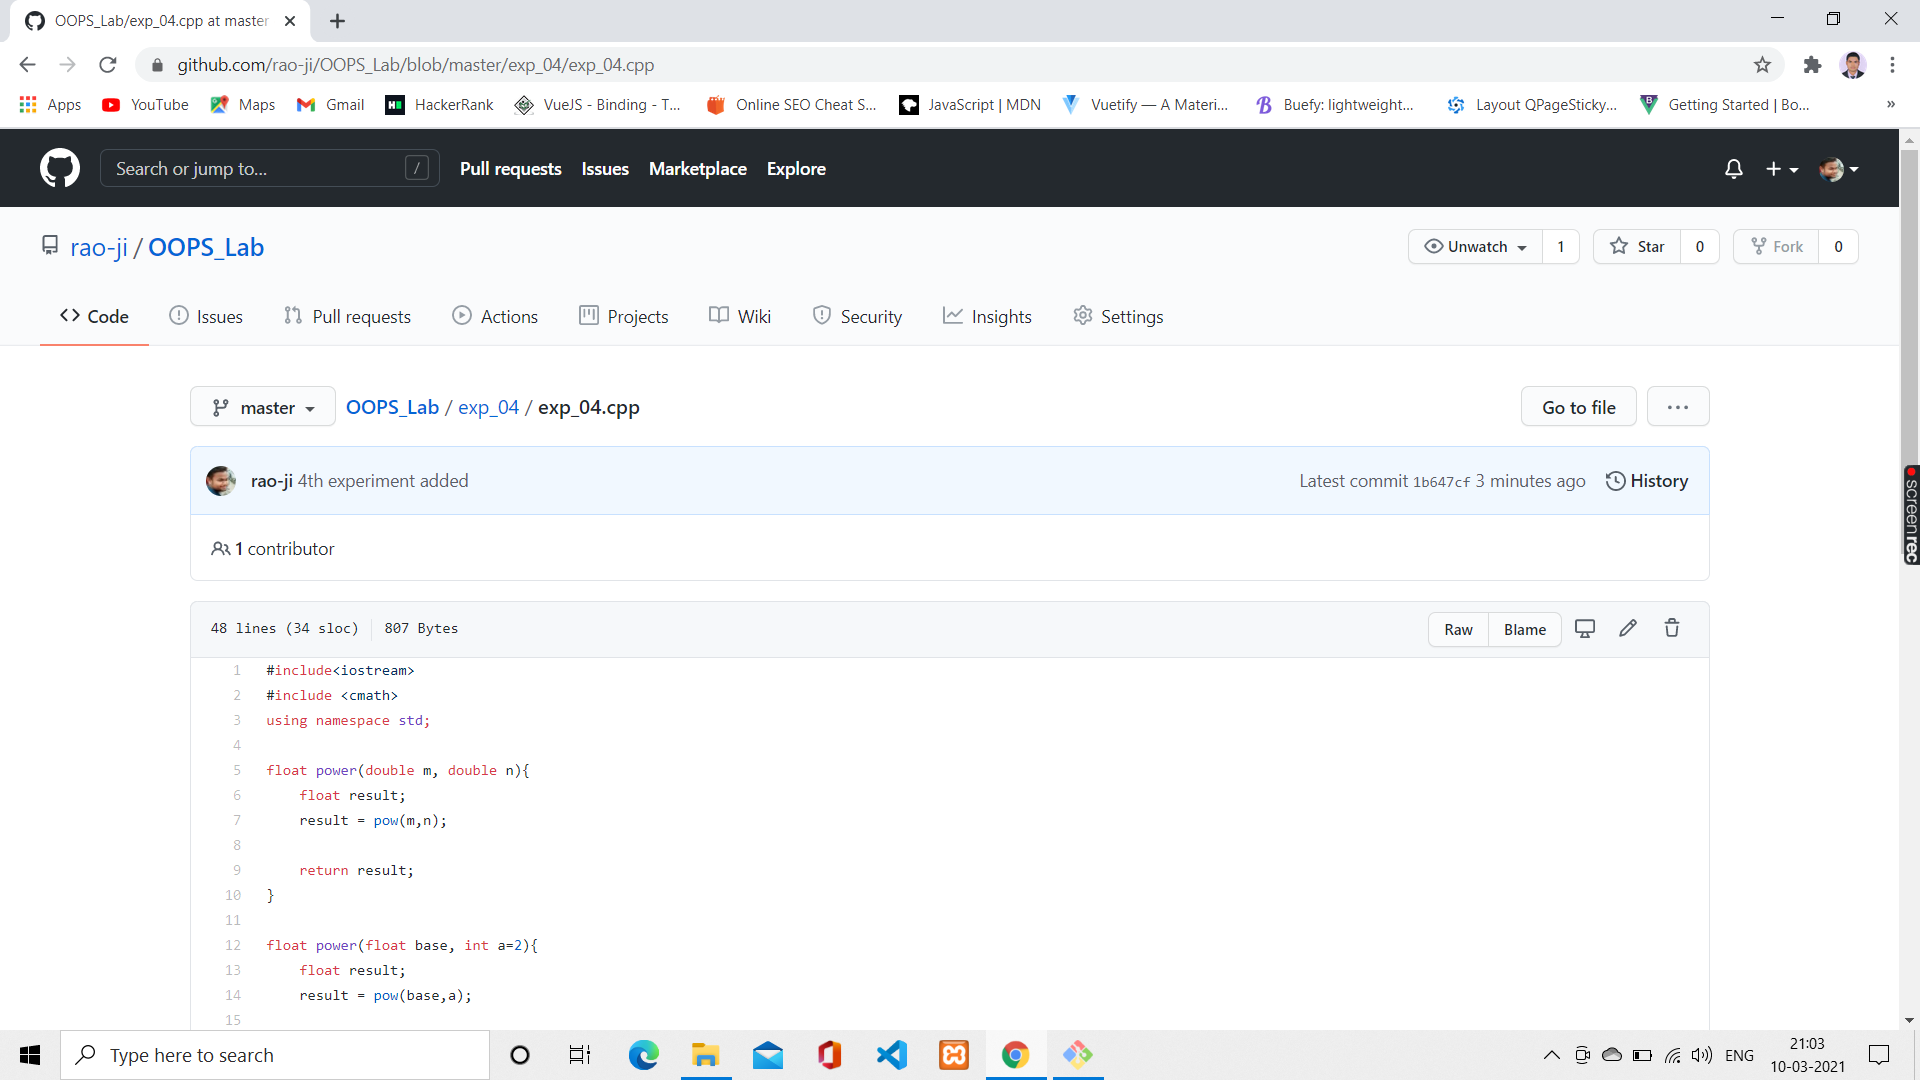 OOPS_Lab/exp_04.cpp at master
github.com/rao-ji/OOPS_Lab/blob/master/exp_04/exp_04.cpp
Apps YouTube Maps Gmail HackerRank VueJS - Binding - T... Online SEO Cheat S... JavaScript | MDN Vuetify — A Materi... Buefy: lightweight... Layout QPageSticky... Getting Started | Bo... »
Search or jump to... / Pull requests Issues Marketplace Explore
rao-ji / OOPS_Lab Unwatch 1 Star 0 Fork 0
Code Issues Pull requests Actions Projects Wiki Security Insights Settings
master OOPS_Lab / exp_04 / exp_04.cpp Go to file ...
rao-ji 4th experiment added Latest commit 1b647cf 3 minutes ago History
1 contributor
screenrec
48 lines (34 sloc) 807 Bytes Raw Blame
1 #include<iostream>
2 #include <cmath>
3 using namespace std;
4
5 float power(double m, double n){
6 float result;
7 result = pow(m,n);
8
9 return result;
10 }
11
12 float power(float base, int a=2){
13 float result;
14 result = pow(base,a);
15
Type here to search ENG 21:03
10-03-2021